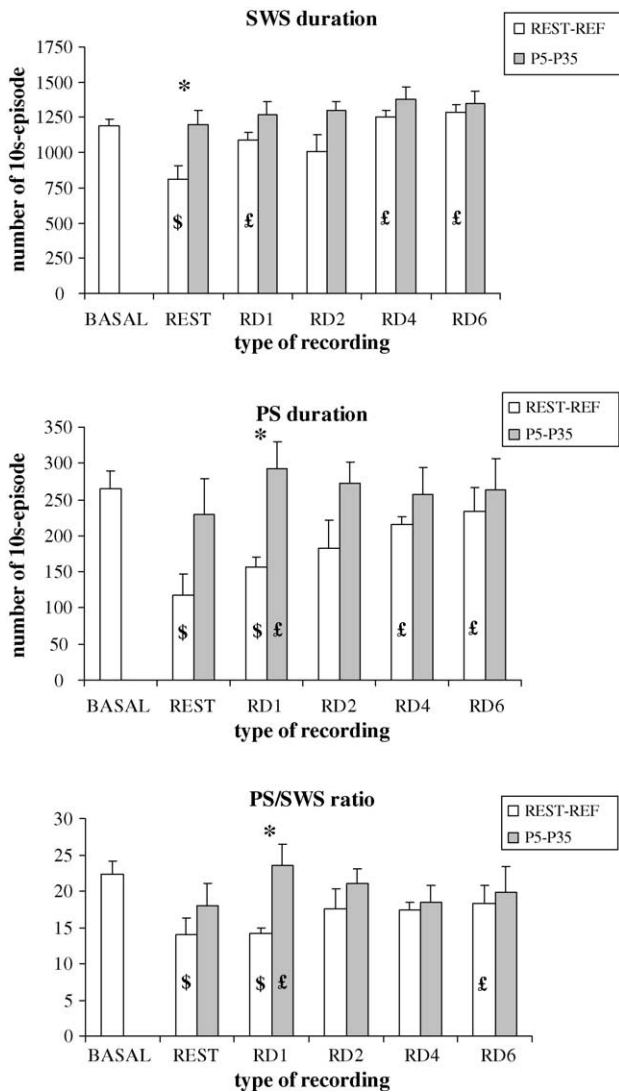 SWS duration
REST-REF
P5-P35
number of 10s-episode
1750
1500
1250
1000
750
500
250
0
*
$ £ £ £
BASAL REST RD1 RD2 RD4 RD6
type of recording
PS duration
REST-REF
P5-P35
number of 10s-episode
350
300
250
200
150
100
50
0
*
$ $ £ £ £
BASAL REST RD1 RD2 RD4 RD6
type of recording
PS/SWS ratio
REST-REF
P5-P35
30
25
20
15
10
5
0
*
$ $ £ £
BASAL REST RD1 RD2 RD4 RD6
type of recording